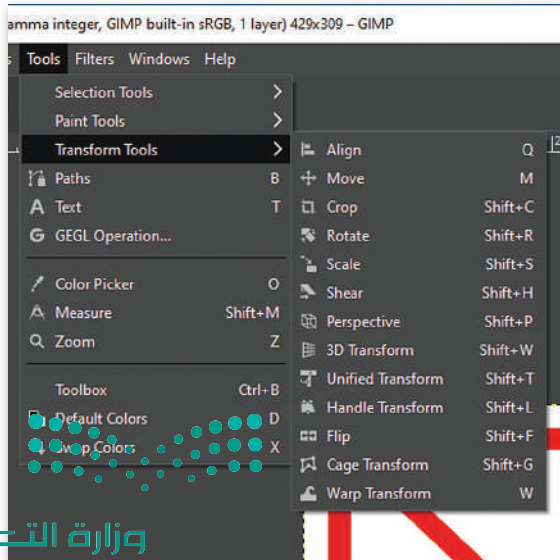 amma integer, GIMP built-in sRGB, 1 layer) 429x309 – GIMP
Tools Filters Windows Help
Selection Tools
Paint Tools
Transform Tools
Paths B
Text T
GEGL Operation...
Color Picker O
Measure Shift+M
Zoom Z
Toolbox Ctrl+B
Default Colors D
Swap Colors X
Align Q
Move M
Crop Shift+C
Rotate Shift+R
Scale Shift+S
Shear Shift+H
Perspective Shift+P
3D Transform Shift+W
Unified Transform Shift+T
Handle Transform Shift+L
Flip Shift+F
Cage Transform Shift+G
Warp Transform W
وزارة